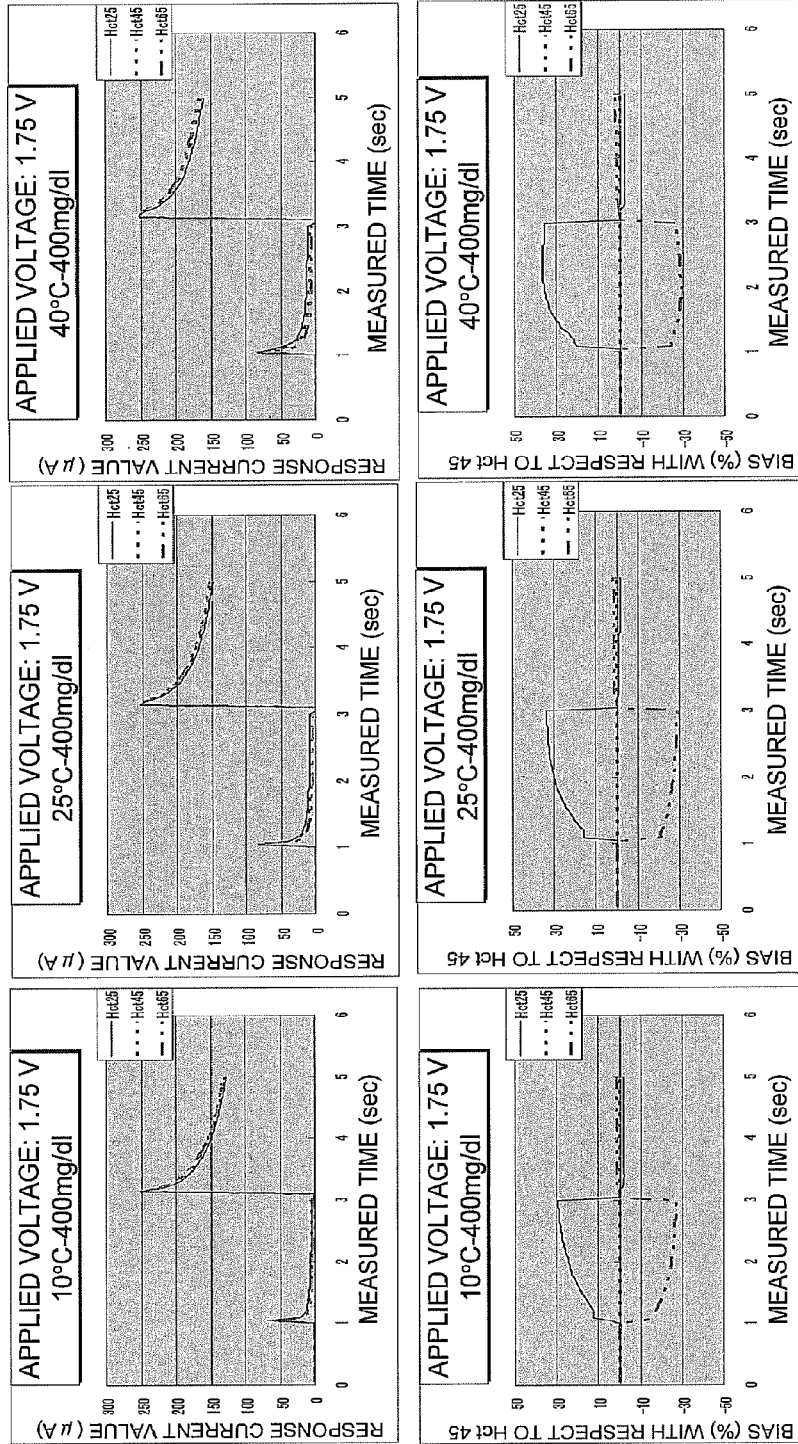 APPLIED VOLTAGE: 1.75 V
10°C-400mg/dl
RESPONSE CURRENT VALUE (μA)
300
250
200
150
100
50
0
Hct25
Hct45
Hct65
0 1 2 3 4 5 6
MEASURED TIME (sec)
APPLIED VOLTAGE: 1.75 V
25°C-400mg/dl
RESPONSE CURRENT VALUE (μA)
300
250
200
150
100
50
0
Hct25
Hct45
Hct65
0 1 2 3 4 5 6
MEASURED TIME (sec)
APPLIED VOLTAGE: 1.75 V
40°C-400mg/dl
RESPONSE CURRENT VALUE (μA)
300
250
200
150
100
50
0
Hct25
Hct45
Hct65
0 1 2 3 4 5 6
MEASURED TIME (sec)
APPLIED VOLTAGE: 1.75 V
10°C-400mg/dl
BIAS (%) WITH RESPECT TO Hct 45
50
30
10
-10
-30
-50
Hct25
Hct45
Hct65
0 1 2 3 4 5 6
MEASURED TIME (sec)
APPLIED VOLTAGE: 1.75 V
25°C-400mg/dl
BIAS (%) WITH RESPECT TO Hct 45
50
30
10
-10
-30
-50
Hct25
Hct45
Hct65
0 1 2 3 4 5 6
MEASURED TIME (sec)
APPLIED VOLTAGE: 1.75 V
40°C-400mg/dl
BIAS (%) WITH RESPECT TO Hct 45
50
30
10
-10
-30
-50
Hct25
Hct45
Hct65
0 1 2 3 4 5 6
MEASURED TIME (sec)